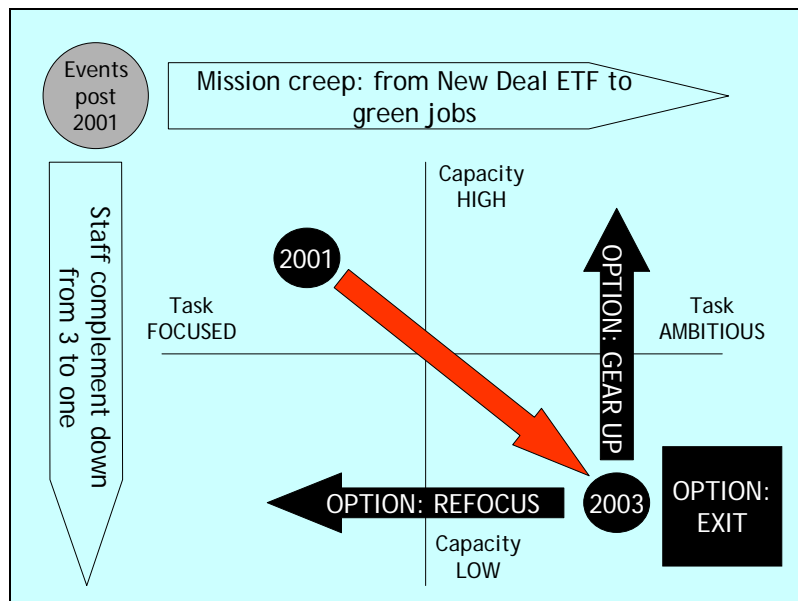 Events
post
2001
Mission creep: from New Deal ETF to
green jobs
Staff complement down
from 3 to one
Capacity
HIGH
2001
Task
FOCUSED
Task
AMBITIOUS
OPTION: GEAR UP
OPTION: REFOCUS
2003
OPTION:
EXIT
Capacity
LOW